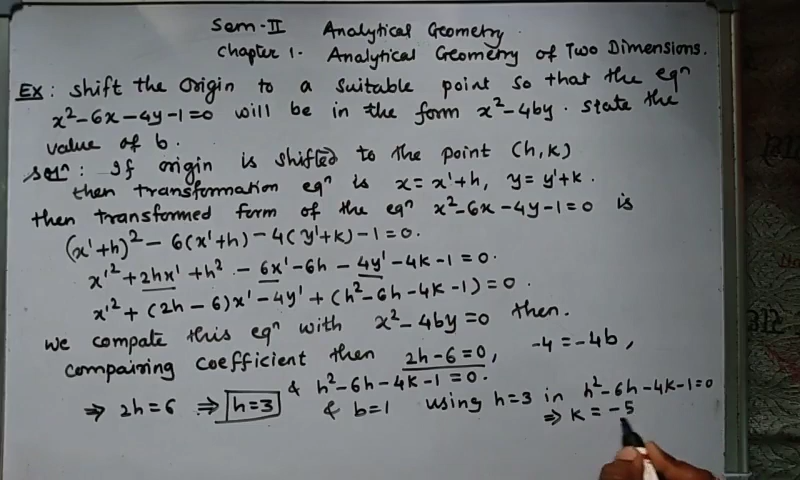 Sem-II Analytical Geometry.
Chapter 1. Analytical Geometry of Two Dimensions.
Ex: Shift the Origin to a suitable point so that the eqⁿ
x²-6x-4y-1=0 will be in the form x²-4by. State the
value of b.
Solⁿ: If origin is shifted to the point (h,k)
then transformation eqⁿ is x=x'+h, y=y'+k.
then transformed form of the eqⁿ x²-6x-4y-1=0 is
(x'+h)²-6(x'+h)-4(y'+k)-1=0.
x'²+2hx'+h²-6x'-6h-4y'-4k-1=0.
x'²+(2h-6)x'-4y'+(h²-6h-4k-1)=0.
We compate this eqⁿ with x²-4by=0 then.
compairing coefficient then 2h-6=0, -4=-4b,
& h²-6h-4k-1=0.
⇒ 2h=6 ⇒ h=3 & b=1 using h=3 in h²-6h-4k-1=0
⇒ k=-5